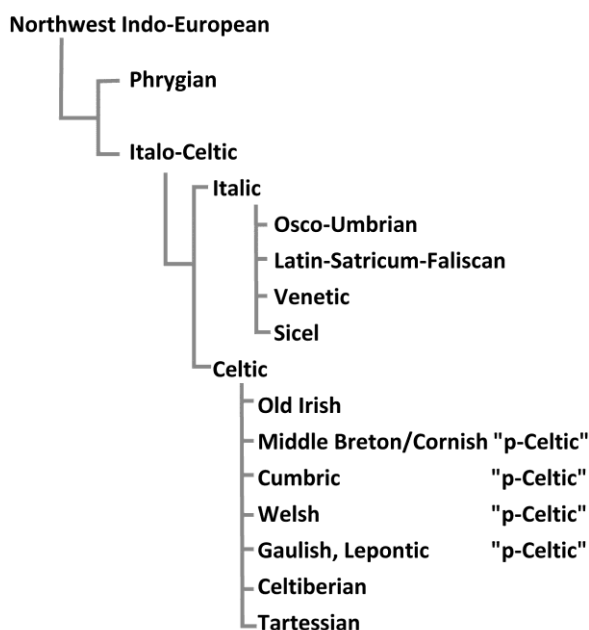 Northwest Indo-European
Phrygian
Italo-Celtic
Italic
Osco-Umbrian
Latin-Satricum-Faliscan
Venetic
Sicel
Celtic
Old Irish
Middle Breton/Cornish "p-Celtic"
Cumbric "p-Celtic"
Welsh "p-Celtic"
Gaulish, Lepontic "p-Celtic"
Celtiberian
Tartessian